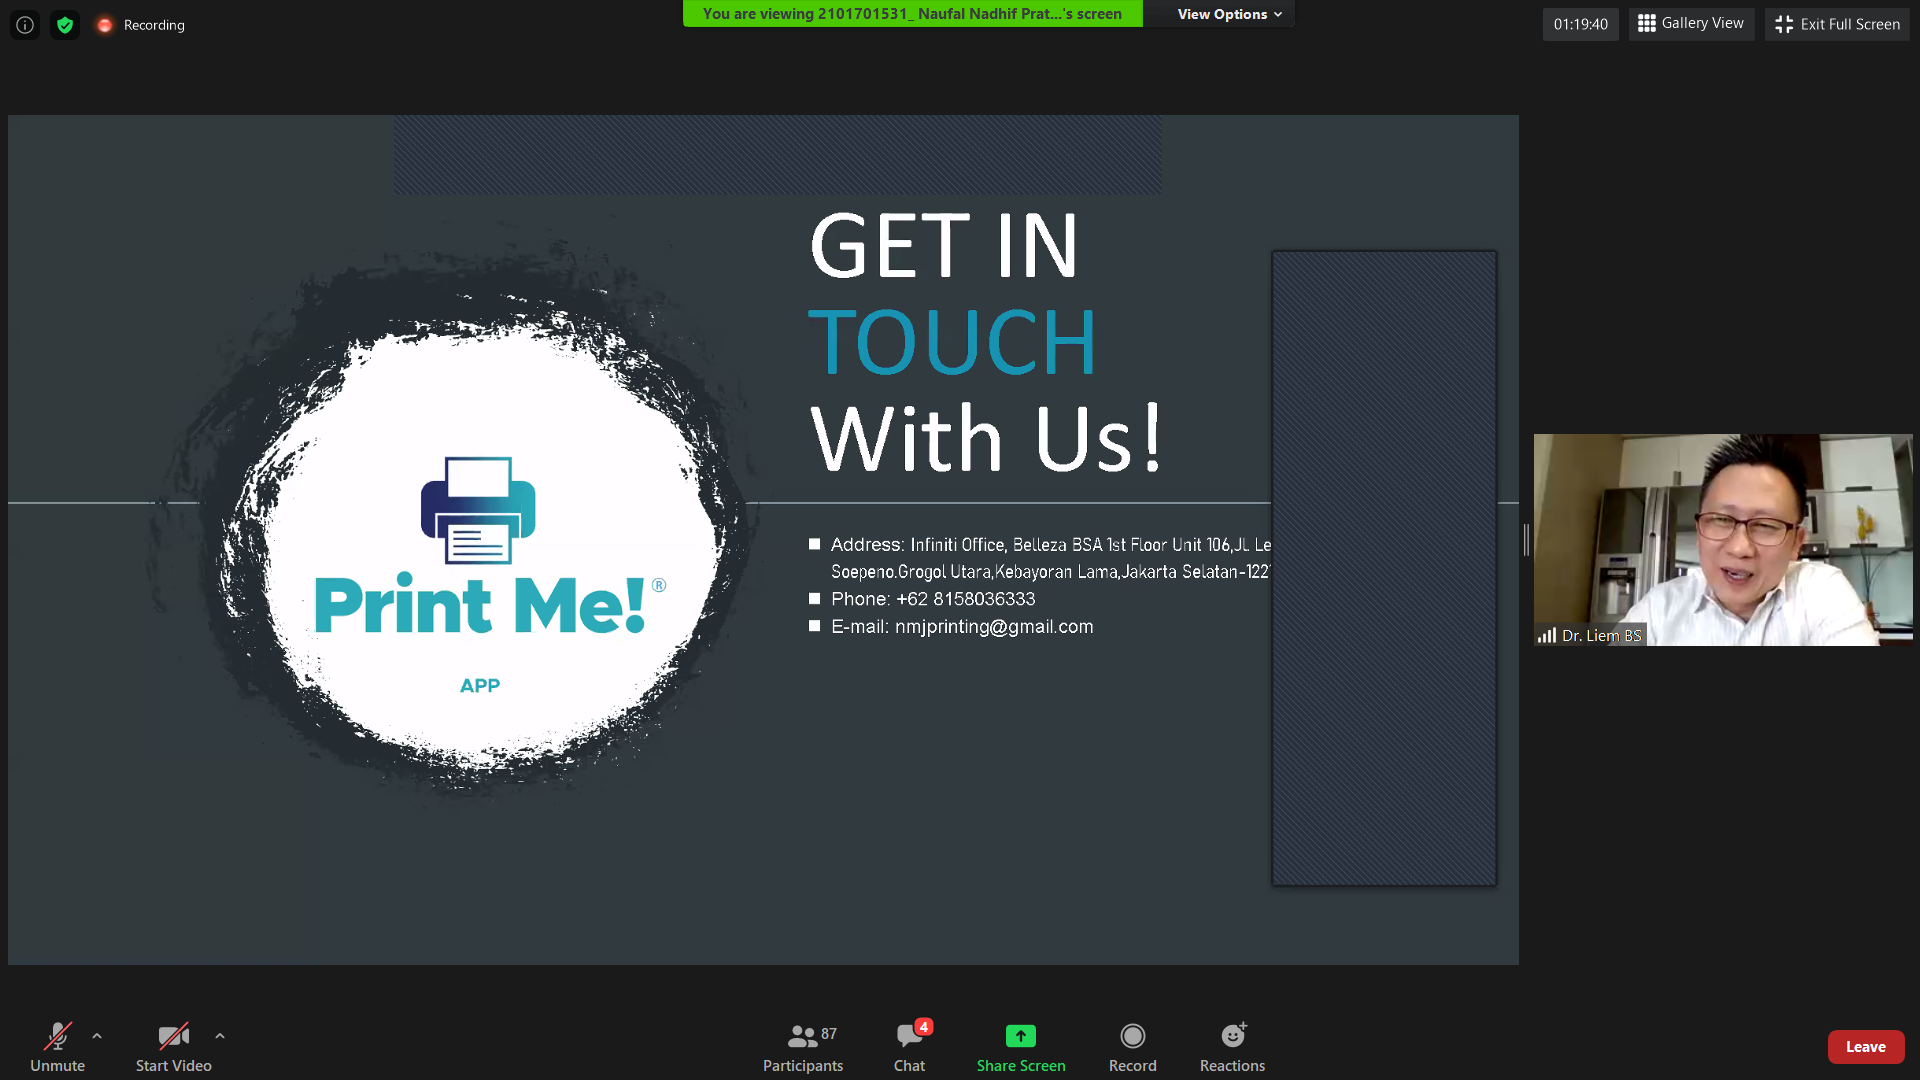 Recording
You are viewing 2101701531_ Naufal Nadhif Prat...'s screen
View Options
01:19:40
Gallery View
Exit Full Screen
GET IN
TOUCH
With Us!
Print Me!®
APP
Address: Infiniti Office, Belleza BSA 1st Floor Unit 106,Jl. Le
Soepeno.Grogol Utara,Kebayoran Lama,Jakarta Selatan-122
Phone: +62 8158036333
E-mail: nmjprinting@gmail.com
Dr. Liem BS
Unmute
Start Video
87
Participants
4
Chat
Share Screen
Record
Reactions
Leave